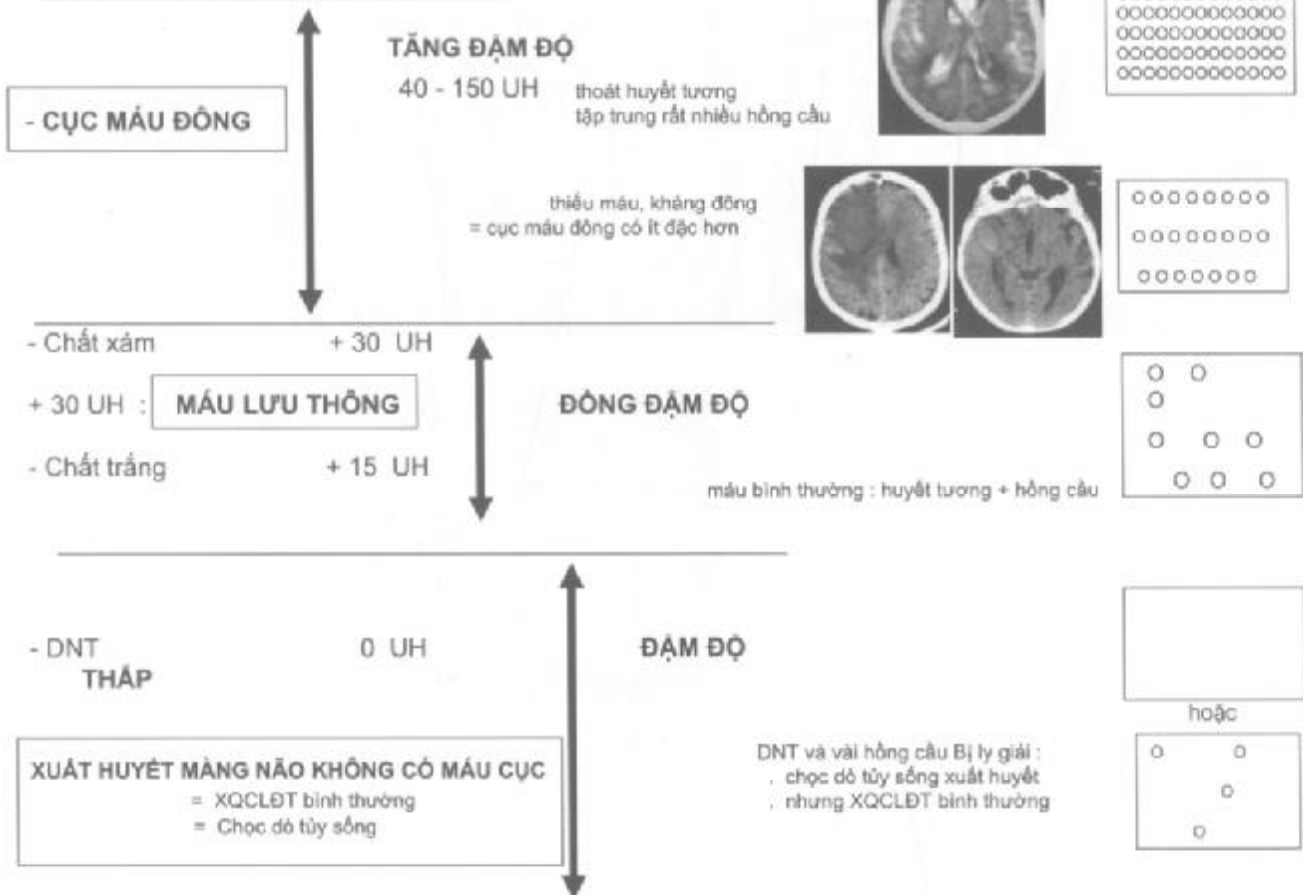 TĂNG ĐẬM ĐỘ
40 - 150 UH
thoát huyết tương
tập trung rất nhiều hồng cầu
- CỤC MÁU ĐÔNG
thiếu máu, kháng đông
= cục máu đông có ít đặc hơn
- Chất xám + 30 UH
+ 30 UH : MÁU LƯU THÔNG
ĐỒNG ĐẬM ĐỘ
- Chất trắng + 15 UH
máu bình thường : huyết tương + hồng cầu
- DNT 0 UH ĐẬM ĐỘ
THẤP
hoặc
XUẤT HUYẾT MÀNG NÃO KHÔNG CÓ MÁU CỤC
= XQCLĐT bình thường
= Chọc dò tủy sống
DNT và vài hồng cầu Bị ly giải :
. chọc dò tủy sống xuất huyết
. nhưng XQCLĐT bình thường